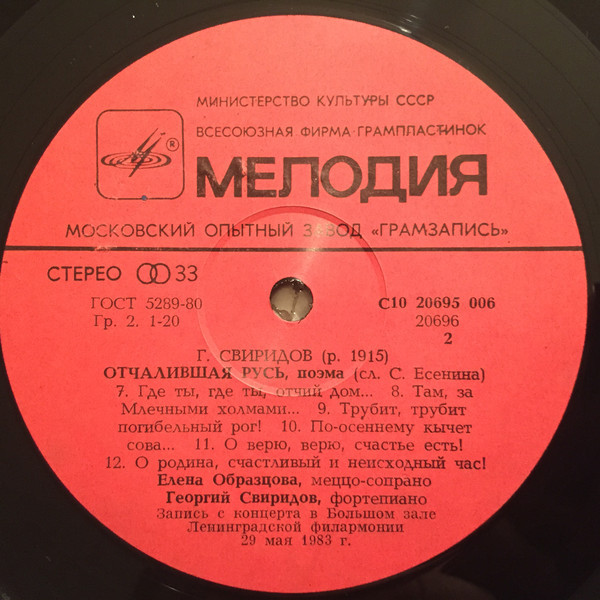 МИНИСТЕРСТВО КУЛЬТУРЫ СССР
ВСЕСОЮЗНАЯ ФИРМА ГРАМПЛАСТИНОК
®
МЕЛОДИЯ
МОСКОВСКИЙ ОПЫТНЫЙ ЗАВОД «ГРАМЗАПИСЬ»
СТЕРЕО 33
ГОСТ 5289-80
С10 20695 006
Гр. 2. 1-20
20696
2
Г. СВИРИДОВ (р. 1915)
ОТЧАЛИВШАЯ РУСЬ, поэма (сл. С. Есенина)
7. Где ты, где ты, отчий дом... 8. Там, за
Млечными холмами... 9. Трубит, трубит
погибельный рог! 10. По-осеннему кычет
сова... 11. О верю, верю, счастье есть!
12. О родина, счастливый и неисходный час!
Елена Образцова, меццо-сопрано
Георгий Свиридов, фортепиано
Запись с концерта в Большом зале
Ленинградской филармонии
29 мая 1983 г.